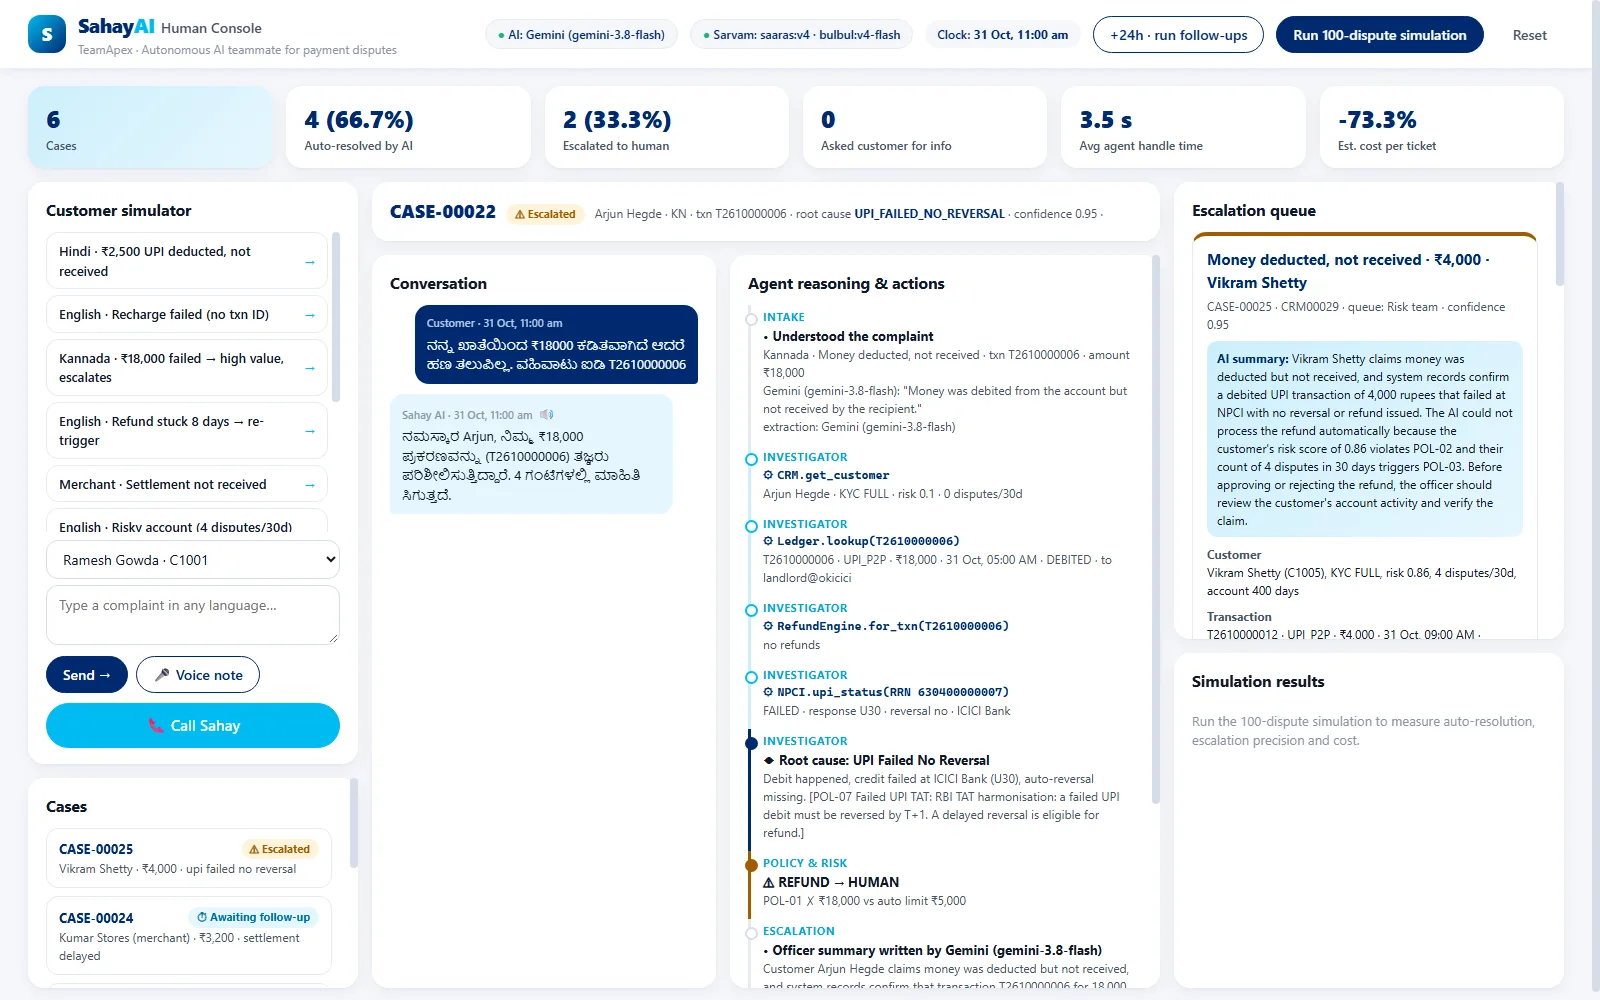 S
SahayAI Human Console
TeamApex · Autonomous AI teammate for payment disputes
● AI: Gemini (gemini-3.8-flash)
● Sarvam: saaras:v4 · bulbul:v4-flash
Clock: 31 Oct, 11:00 am
+24h · run follow-ups
Run 100-dispute simulation
Reset
6
Cases
4 (66.7%)
Auto-resolved by AI
2 (33.3%)
Escalated to human
0
Asked customer for info
3.5 s
Avg agent handle time
-73.3%
Est. cost per ticket
Customer simulator
Hindi · ₹2,500 UPI deducted, not
received →
English · Recharge failed (no txn ID) →
Kannada · ₹18,000 failed → high value,
escalates →
English · Refund stuck 8 days → re-
trigger →
Merchant · Settlement not received →
English · Risky account (4 disputes/30d)
Ramesh Gowda · C1001
Type a complaint in any language...
Send →
🎤 Voice note
📞 Call Sahay
Cases
CASE-00025 ⚠ Escalated
Vikram Shetty · ₹4,000 · upi failed no reversal
CASE-00024 ⏱ Awaiting follow-up
Kumar Stores (merchant) · ₹3,200 · settlement
delayed
CASE-00022 ⚠ Escalated Arjun Hegde · KN · txn T2610000006 · root cause UPI_FAILED_NO_REVERSAL · confidence 0.95 ·
Conversation
Customer · 31 Oct, 11:00 am
ನನ್ನ ಖಾತೆಯಿಂದ ₹18000 ಕಡಿತವಾಗಿದೆ ಆದರೆ
ಹಣ ತಲುಪಿಲ್ಲ. ವಹಿವಾಟು ಐಡಿ T2610000006
Sahay AI · 31 Oct, 11:00 am 🔊
ನಮಸ್ಕಾರ Arjun, ನಿಮ್ಮ ₹18,000
ಪ್ರಕರಣವನ್ನು (T2610000006) ತಜ್ಞರು
ಪರಿಶೀಲಿಸುತ್ತಿದ್ದಾರೆ. 4 ಗಂಟೆಗಳಲ್ಲಿ ಮಾಹಿತಿ
ಸಿಗುತ್ತದೆ.
Agent reasoning & actions
INTAKE
• Understood the complaint
Kannada · Money deducted, not received · txn T2610000006 · amount
₹18,000
Gemini (gemini-3.8-flash): "Money was debited from the account but
not received by the recipient."
extraction: Gemini (gemini-3.8-flash)
INVESTIGATOR
⚙ CRM.get_customer
Arjun Hegde · KYC FULL · risk 0.1 · 0 disputes/30d
INVESTIGATOR
⚙ Ledger.lookup(T2610000006)
T2610000006 · UPI_P2P · ₹18,000 · 31 Oct, 05:00 AM · DEBITED · to
landlord@okicici
INVESTIGATOR
⚙ RefundEngine.for_txn(T2610000006)
no refunds
INVESTIGATOR
⚙ NPCI.upi_status(RRN 630400000007)
FAILED · response U30 · reversal no · ICICI Bank
INVESTIGATOR
◆ Root cause: UPI Failed No Reversal
Debit happened, credit failed at ICICI Bank (U30), auto-reversal
missing. [POL-07 Failed UPI TAT: RBI TAT harmonisation: a failed UPI
debit must be reversed by T+1. A delayed reversal is eligible for
refund.]
POLICY & RISK
⚠ REFUND → HUMAN
POL-01 ✗ ₹18,000 vs auto limit ₹5,000
ESCALATION
• Officer summary written by Gemini (gemini-3.8-flash)
Customer Arjun Hegde claims money was deducted but not received,
and system records confirm that transaction T2610000006 for 18,000
Escalation queue
Money deducted, not received · ₹4,000 ·
Vikram Shetty
CASE-00025 · CRM00029 · queue: Risk team · confidence
0.95
AI summary: Vikram Shetty claims money was
deducted but not received, and system records confirm
a debited UPI transaction of 4,000 rupees that failed at
NPCI with no reversal or refund issued. The AI could not
process the refund automatically because the
customer's risk score of 0.86 violates POL-02 and their
count of 4 disputes in 30 days triggers POL-03. Before
approving or rejecting the refund, the officer should
review the customer's account activity and verify the
claim.
Customer
Vikram Shetty (C1005), KYC FULL, risk 0.86, 4 disputes/30d,
account 400 days
Transaction
T2610000012 · UPI_P2P · ₹4,000 · 31 Oct, 09:00 AM ·
Simulation results
Run the 100-dispute simulation to measure auto-resolution,
escalation precision and cost.